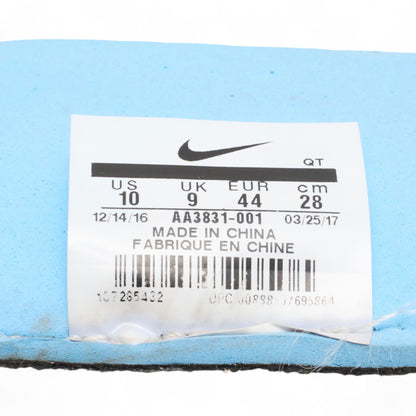 QT
US UK EUR cm
10 9 44 28
12/14/16 AA3831-001 03/25/17
MADE IN CHINA
FABRIQUE EN CHINE
UPC